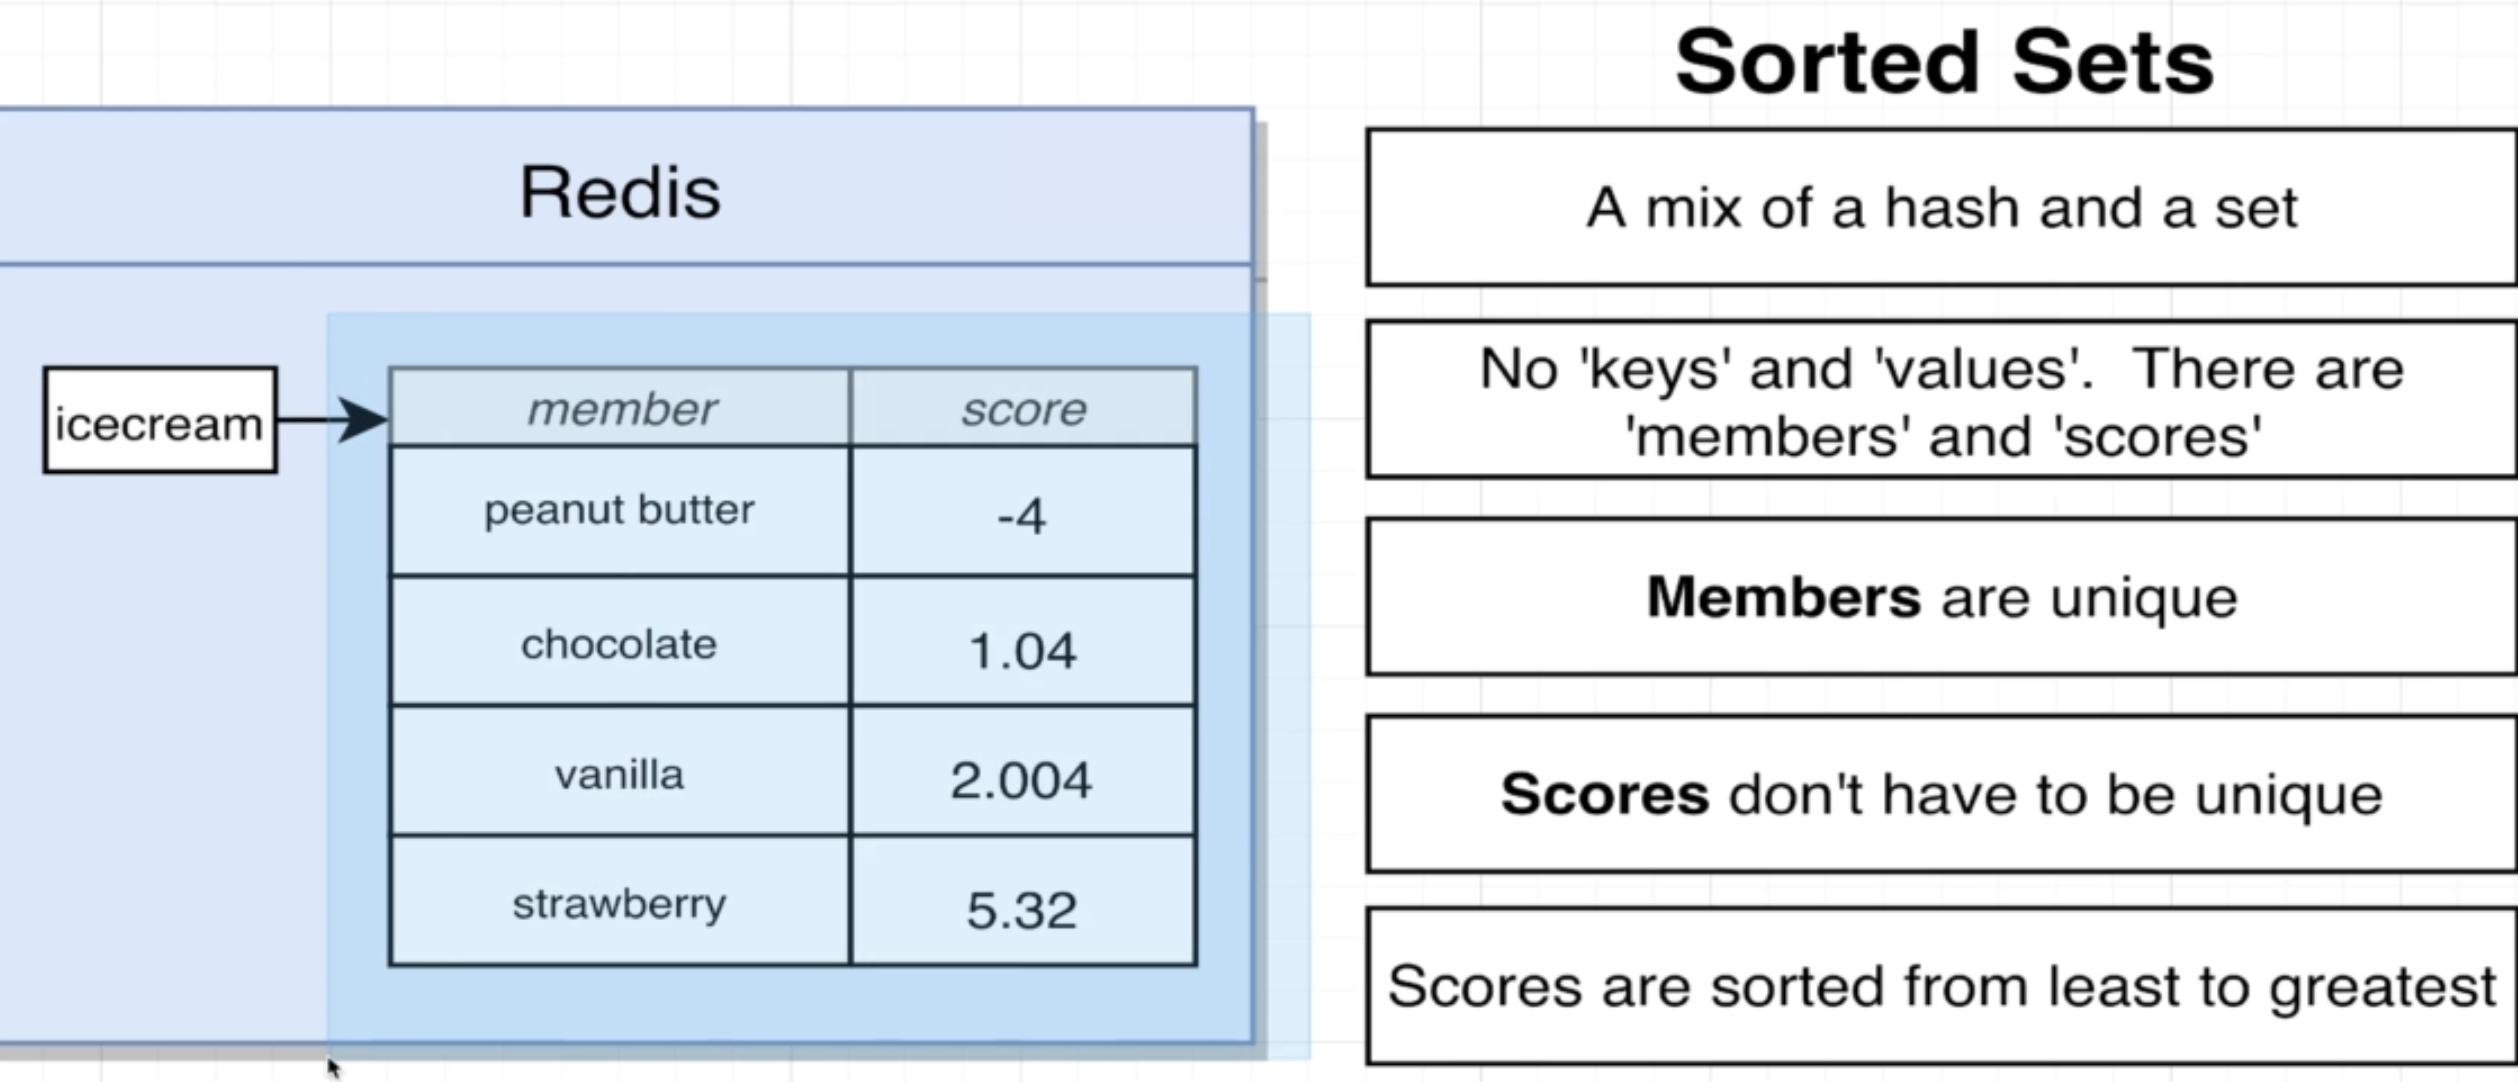 Sorted Sets
Redis
icecream
member score
peanut butter -4
chocolate 1.04
vanilla 2.004
strawberry 5.32
A mix of a hash and a set
No 'keys' and 'values'.  There are
'members' and 'scores'
Members are unique
Scores don't have to be unique
Scores are sorted from least to greatest